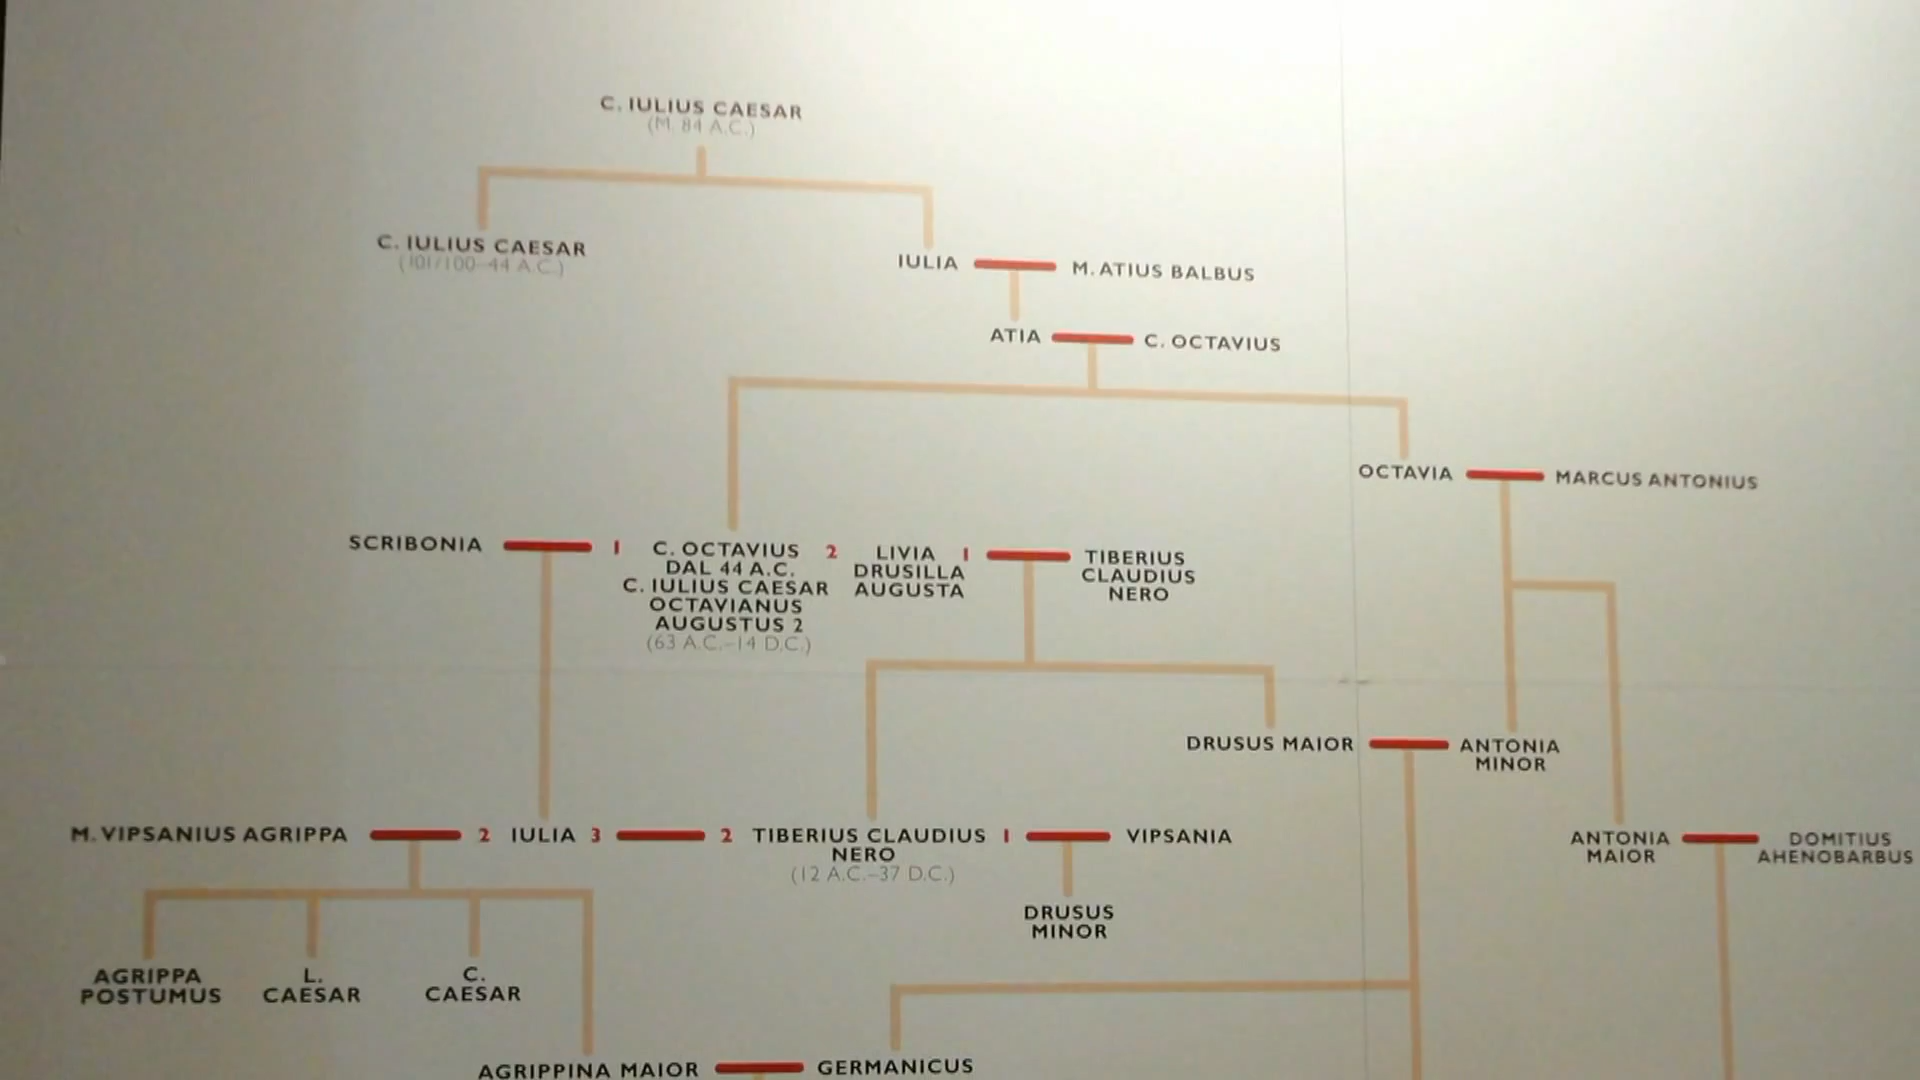 C. IULIUS CAESAR
(M. 84 A.C.)
C. IULIUS CAESAR
(101/100-44 A.C.)
IULIA
M. ATIUS BALBUS
ATIA
C. OCTAVIUS
OCTAVIA
MARCUS ANTONIUS
SCRIBONIA
1
C. OCTAVIUS
DAL 44 A.C.
C. IULIUS CAESAR
OCTAVIANUS
AUGUSTUS 2
(63 A.C.-14 D.C.)
2
LIVIA
DRUSILLA
AUGUSTA
1
TIBERIUS
CLAUDIUS
NERO
DRUSUS MAIOR
ANTONIA
MINOR
M. VIPSANIUS AGRIPPA
2
IULIA
3
2
TIBERIUS CLAUDIUS
NERO
(12 A.C.-37 D.C.)
1
VIPSANIA
ANTONIA
MAIOR
DOMITIUS
AHENOBARBUS
DRUSUS
MINOR
AGRIPPA
POSTUMUS
L.
CAESAR
C.
CAESAR
AGRIPPINA MAIOR
GERMANICUS